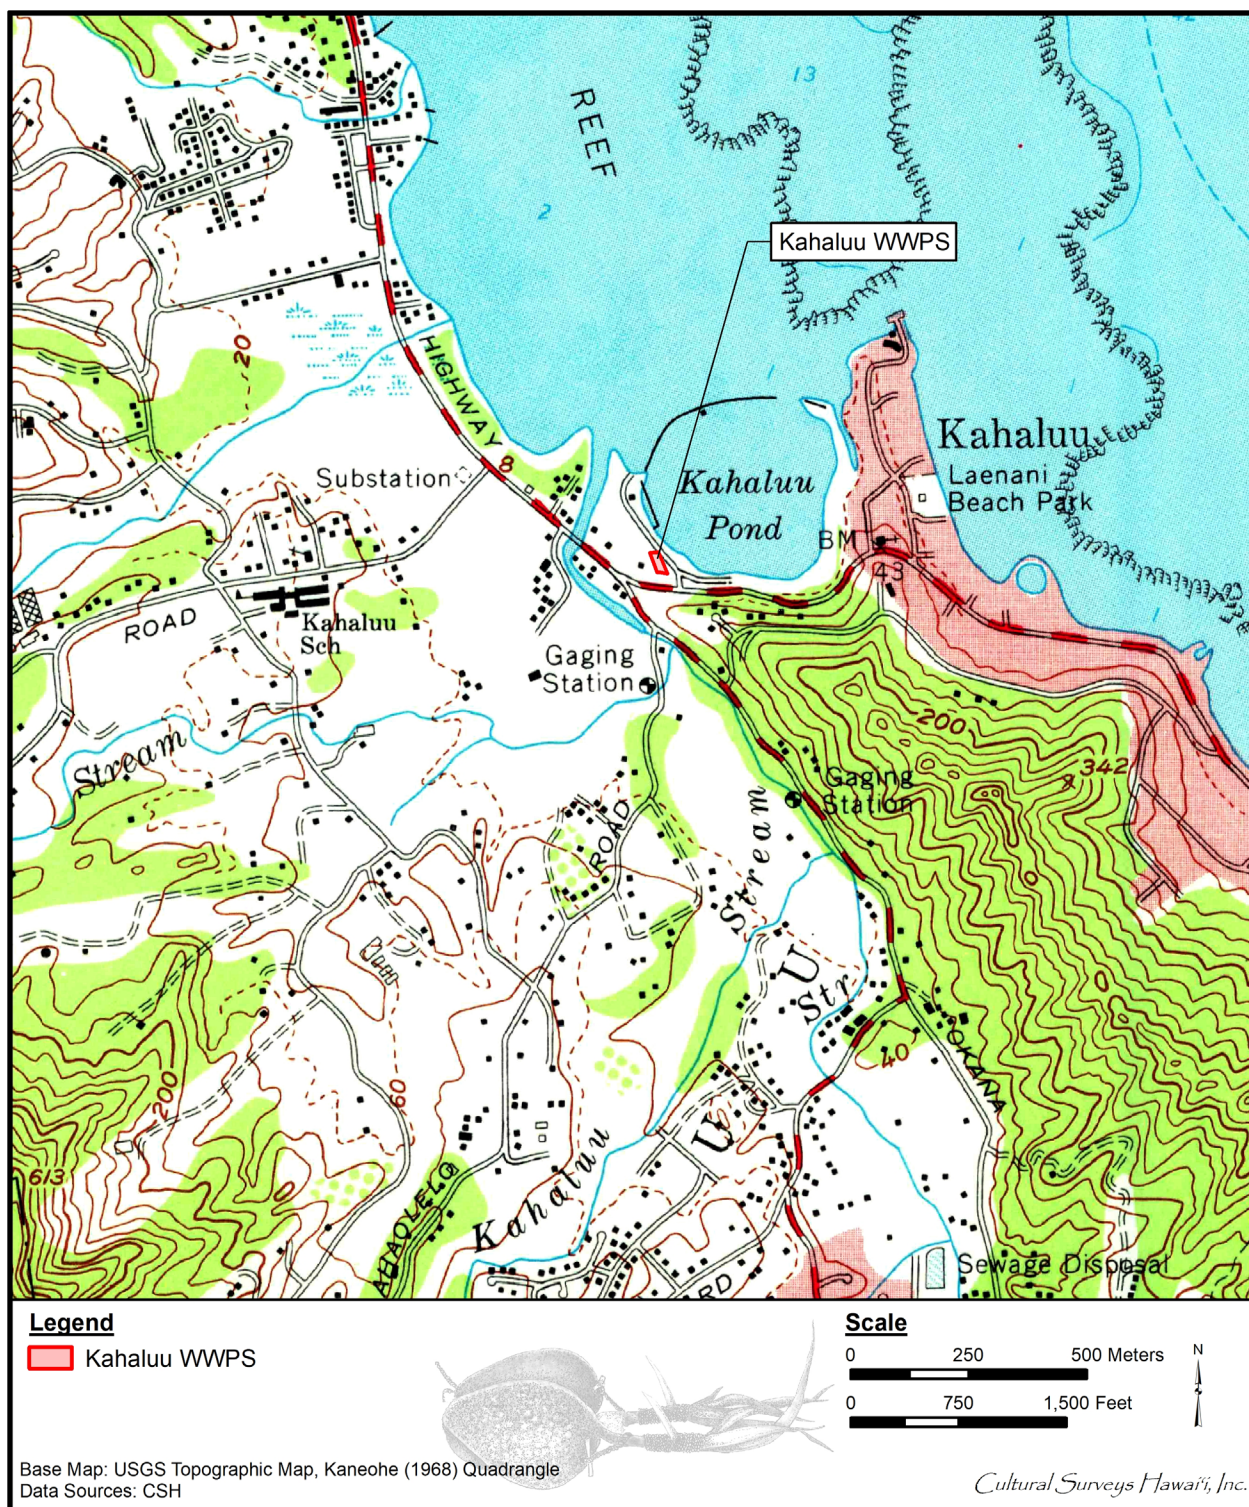 42
13
REEF
2
Kahaluu WWPS
HIGHWAY
20
8
Kahaluu
Laenani
Beach Park
Kahaluu
Pond
Substation
BM
43
ROAD
Kahaluu
Sch
Gaging
Station
200
342
Stream
Gaging
Station
ROAD
Stream
U
Str
40
OKANA
200
60
U
613
AHAOLELO
Kahaluu
RD
Sewage Disposal
Legend
Kahaluu WWPS
Scale
0 250 500 Meters
0 750 1,500 Feet
N
Base Map: USGS Topographic Map, Kaneohe (1968) Quadrangle
Data Sources: CSH
Cultural Surveys Hawai‘i, Inc.